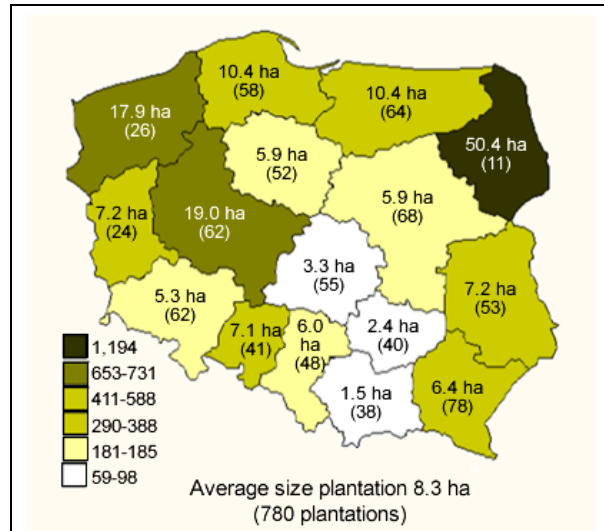 10.4 ha
(58)
10.4 ha
(64)
17.9 ha
(26)
50.4 ha
(11)
5.9 ha
(52)
5.9 ha
(68)
7.2 ha
(24)
19.0 ha
(62)
3.3 ha
(55)
7.2 ha
(53)
5.3 ha
(62)
7.1 ha
(41)
6.0
ha
(48)
2.4 ha
(40)
1.5 ha
(38)
6.4 ha
(78)
1,194
653-731
411-588
290-388
181-185
59-98
Average size plantation 8.3 ha
(780 plantations)